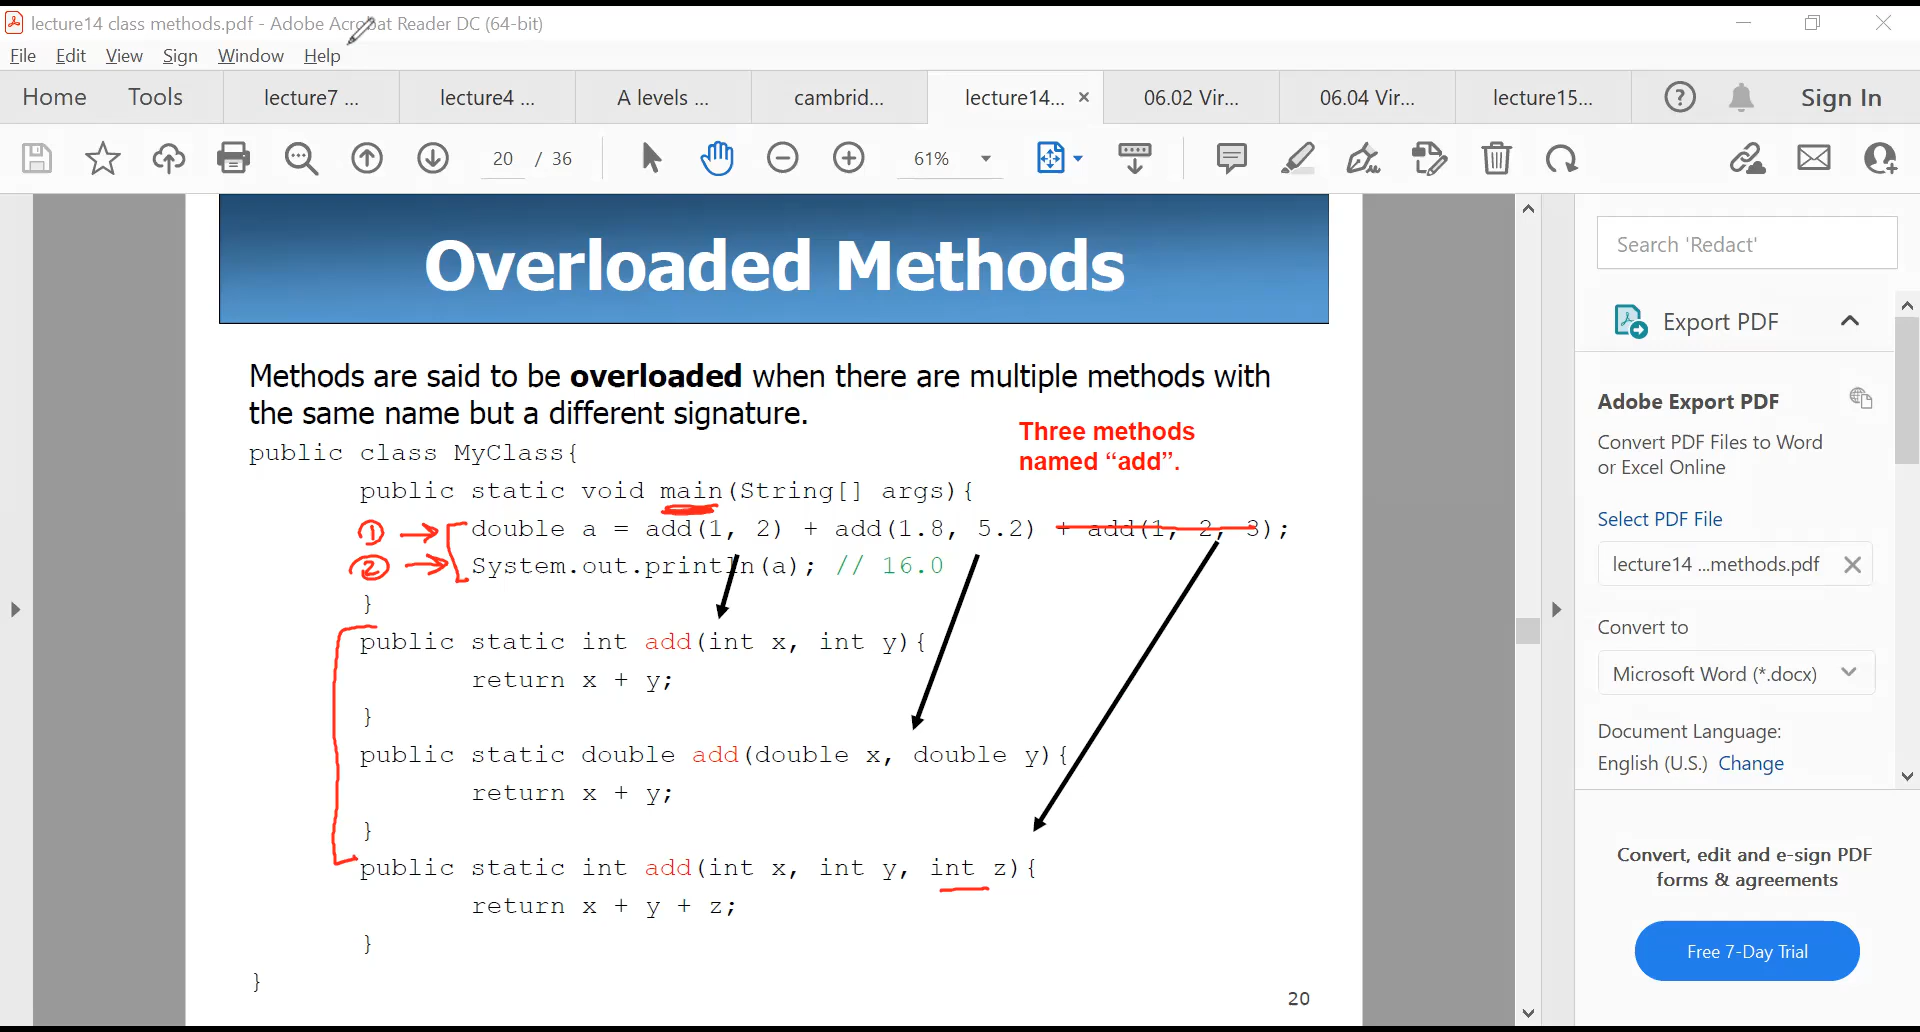 lecture14 class methods.pdf - Adobe Acrobat Reader DC (64-bit)
File Edit View Sign Window Help
Home Tools lecture7 ... lecture4 ... A levels ... cambrid... lecture14... × 06.02 Vir... 06.04 Vir... lecture15... ? Sign In
20 / 36 61%
Overloaded Methods
Methods are said to be overloaded when there are multiple methods with
the same name but a different signature.
Three methods
named “add”.
public class MyClass{
public static void main(String[] args){
① double a = add(1, 2) + add(1.8, 5.2) + add(1, 2, 3);
② System.out.println(a); // 16.0
}
public static int add(int x, int y){
return x + y;
}
public static double add(double x, double y){
return x + y;
}
public static int add(int x, int y, int z){
return x + y + z;
}
}
20
Search 'Redact'
Export PDF
Adobe Export PDF
Convert PDF Files to Word
or Excel Online
Select PDF File
lecture14 ...methods.pdf
Convert to
Microsoft Word (*.docx)
Document Language:
English (U.S.) Change
Convert, edit and e-sign PDF
forms & agreements
Free 7-Day Trial